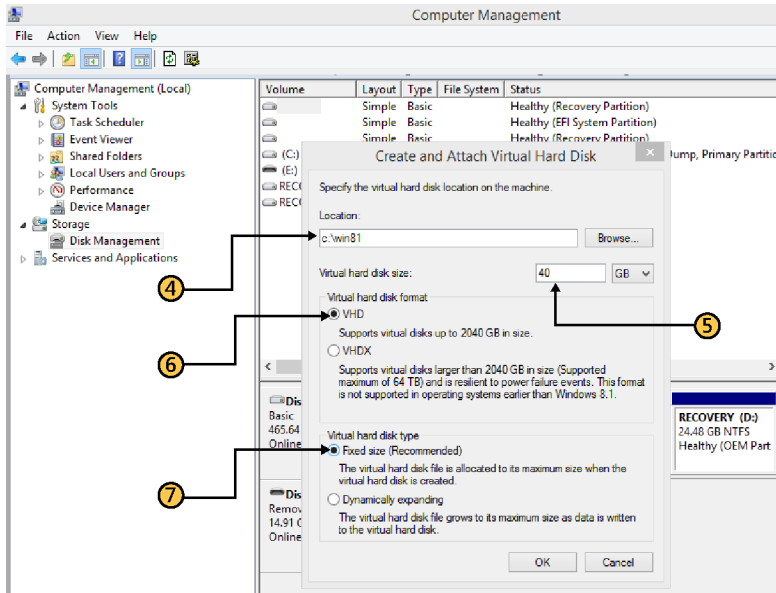 Computer Management
File Action View Help
Computer Management (Local)
System Tools
Task Scheduler
Event Viewer
Shared Folders
Local Users and Groups
Performance
Device Manager
Storage
Disk Management
Services and Applications
Volume Layout Type File System Status
Simple Basic Healthy (Recovery Partition)
Simple Basic Healthy (EFI System Partition)
Simple Basic Healthy (Recovery Partition)
(C:) Dump, Primary Partitio
(E:)
RECO
RECO
Create and Attach Virtual Hard Disk
Specify the virtual hard disk location on the machine.
Location:
c:\win81 Browse...
4
Virtual hard disk size: 40 GB
5
Virtual hard disk format
VHD
Supports virtual disks up to 2040 GB in size.
6
VHDX
Supports virtual disks larger than 2040 GB in size (Supported
maximum of 64 TB) and is resilient to power failure events. This format
is not supported in operating systems earlier than Windows 8.1.
Virtual hard disk type
Fixed size (Recommended)
The virtual hard disk file is allocated to its maximum size when the
virtual hard disk is created.
7
Dynamically expanding
The virtual hard disk file grows to its maximum size as data is written
to the virtual hard disk.
OK Cancel
Dis
Basic
465.64
Online
RECOVERY (D:)
24.48 GB NTFS
Healthy (OEM Part
Dis
Remov
14.91 G
Online